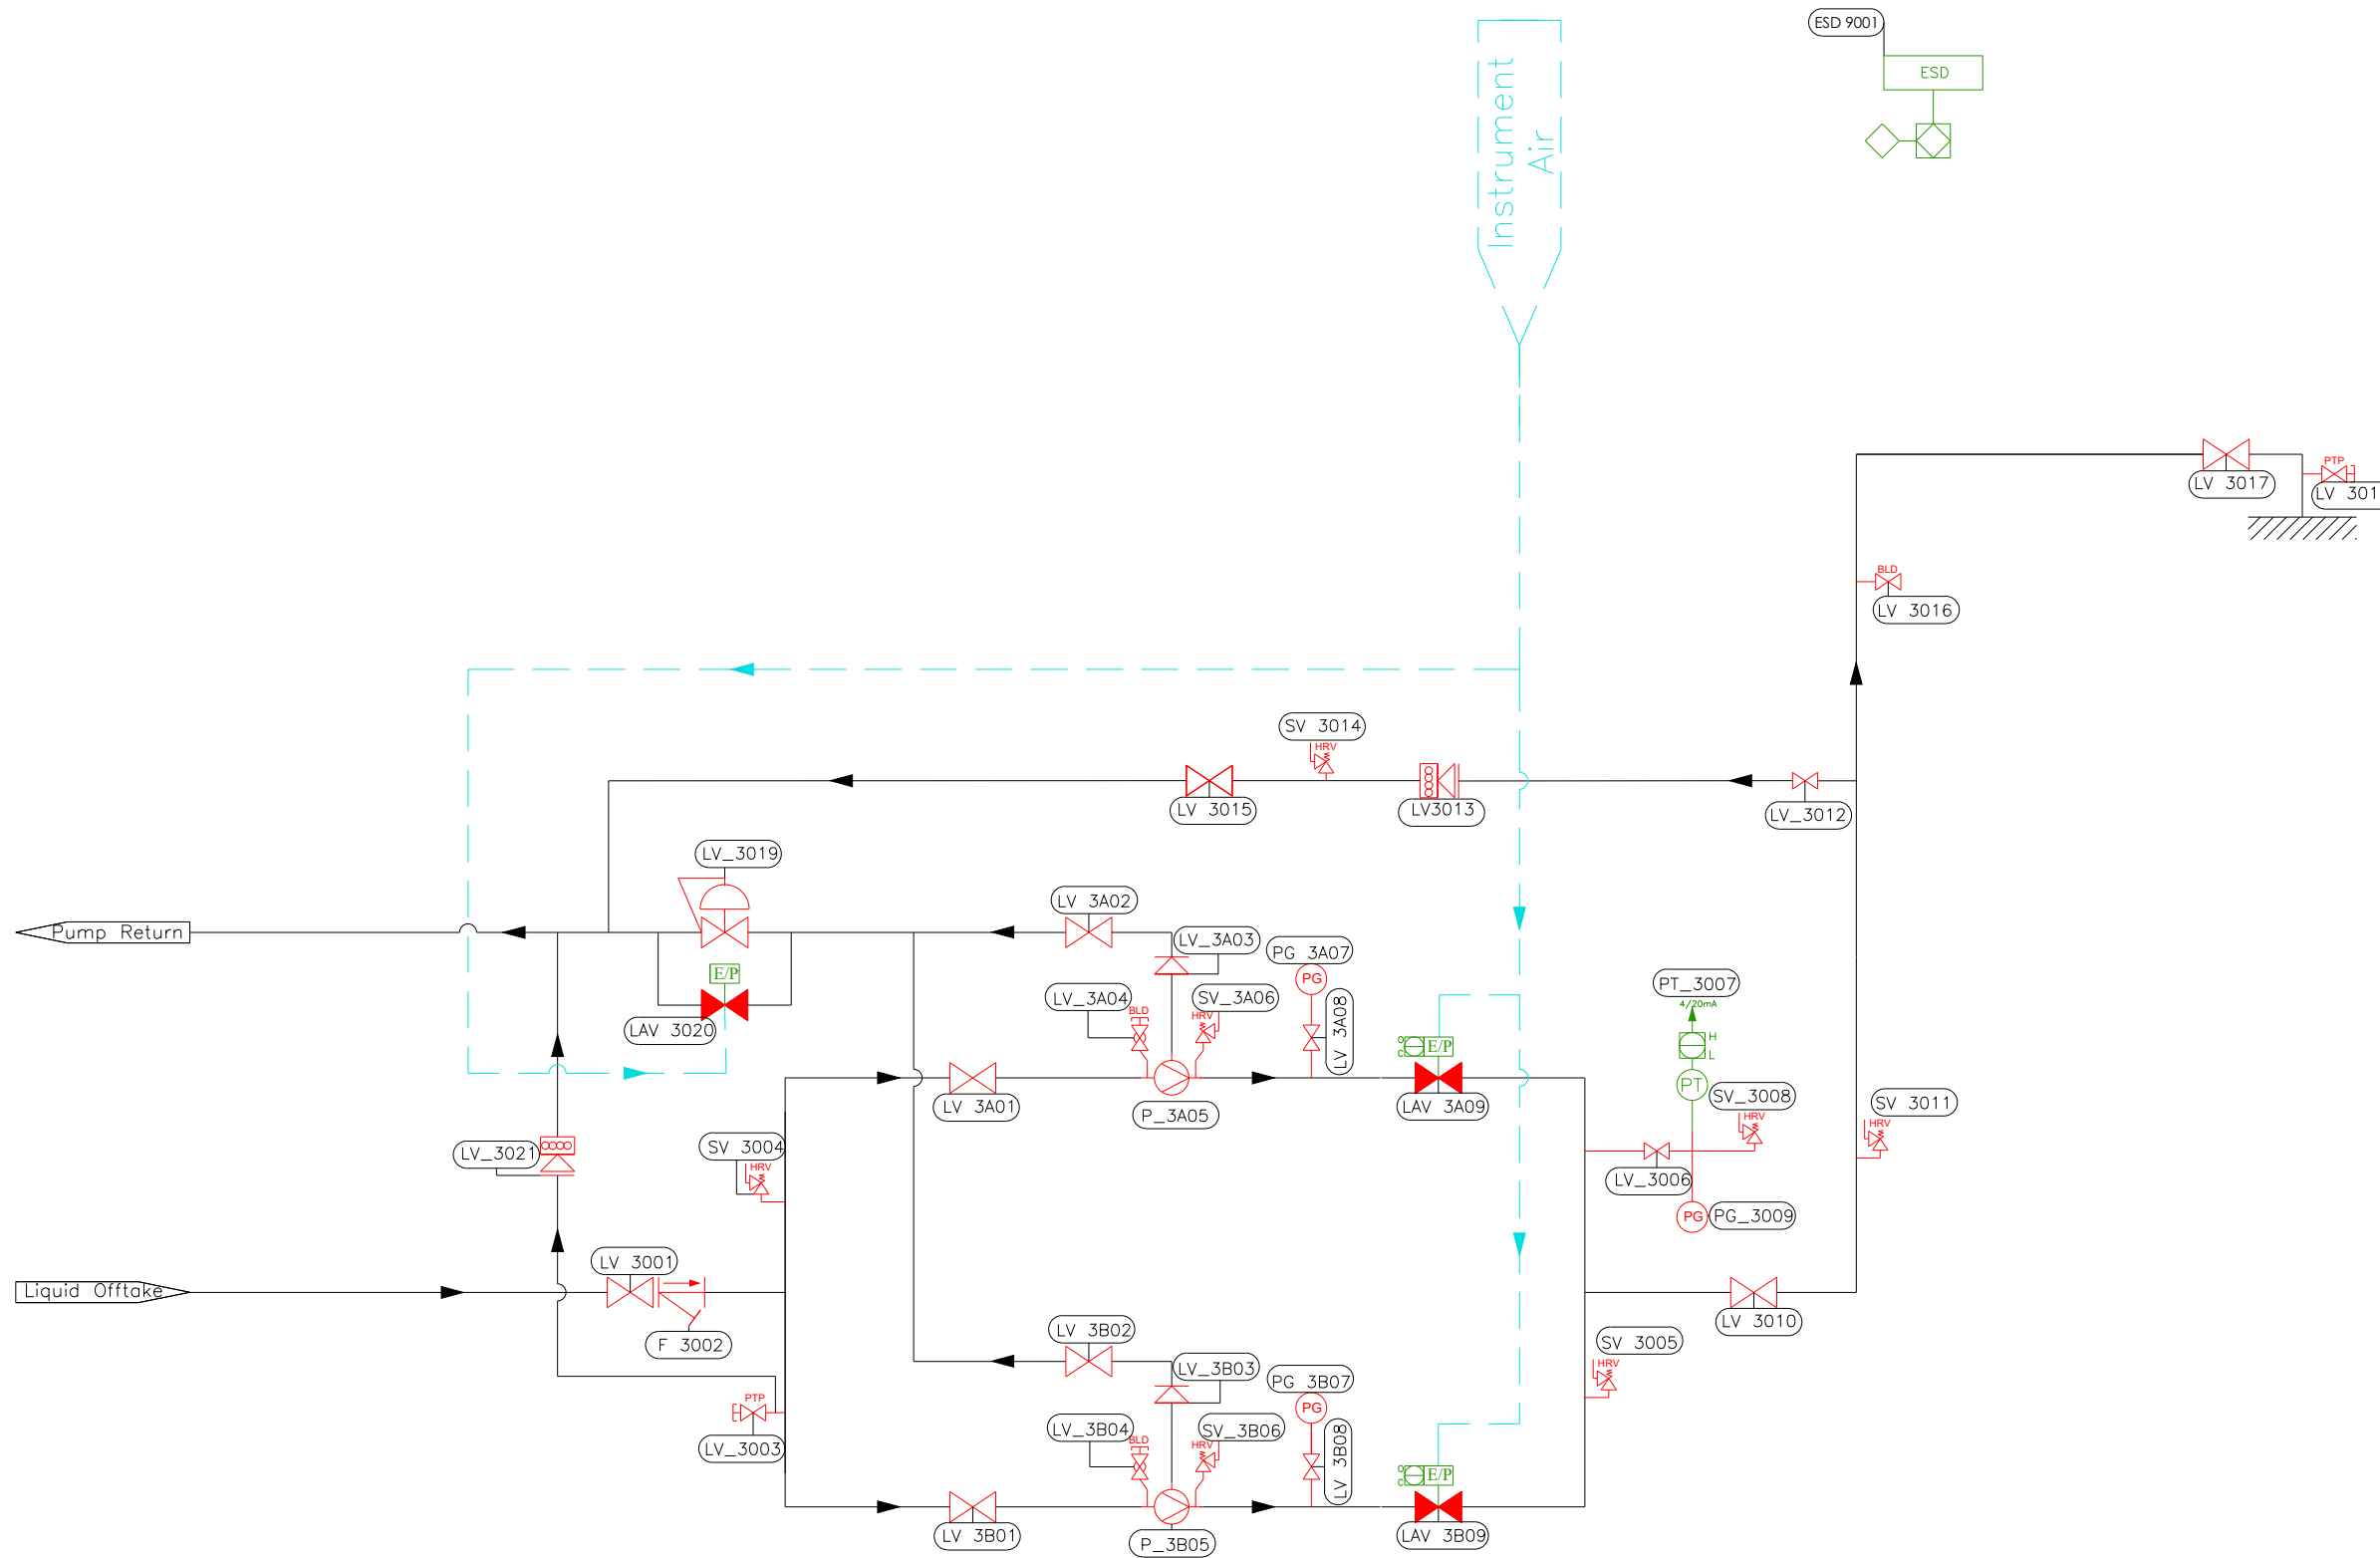 ESD 9001
ESD
Instrument
Air
LV 3017
PTP
LV 301
BLD
LV 3016
SV 3014
HRV
LV 3015
LV3013
LV_3012
LV_3019
Pump Return
E/P
LAV 3020
LV 3A02
LV_3A03
PG 3A07
PG
LV_3A04
BLD
SV_3A06
HRV
LV 3A08
O
C
E/P
LAV 3A09
LV 3A01
P_3A05
PT_3007
4/20mA
H
L
PT
SV_3008
HRV
LV_3006
PG
PG_3009
SV 3011
HRV
SV 3004
HRV
LV_3021
LV 3001
Liquid Offtake
F 3002
LV 3010
LV 3B02
LV_3B03
PG 3B07
PG
SV 3005
HRV
PTP
LV_3003
LV_3B04
BLD
SV_3B06
HRV
LV 3B08
O
C
E/P
LAV 3B09
LV 3B01
P_3B05